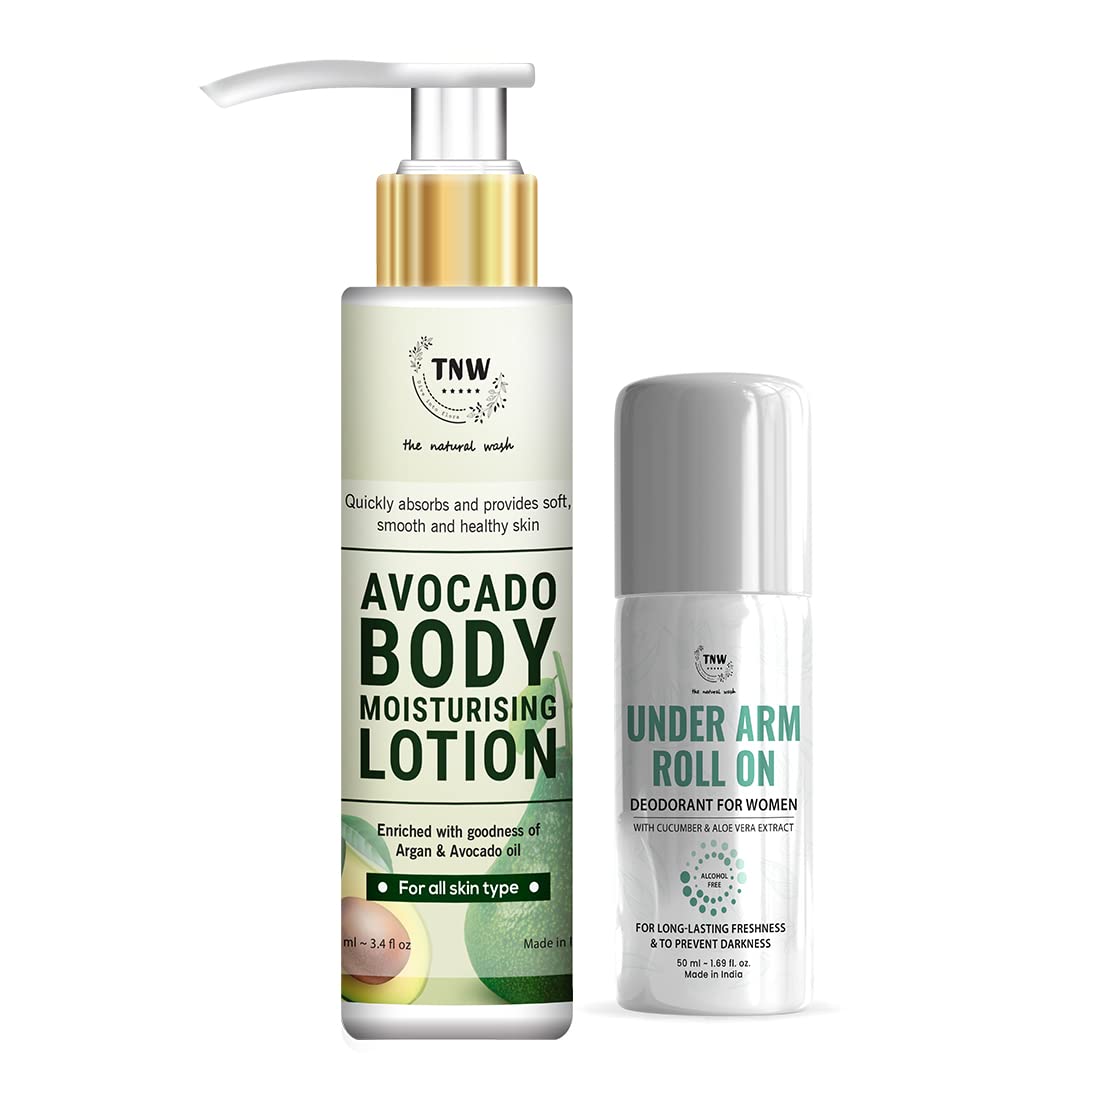 TNW
Dive into flora
the natural wash
Quickly absorbs and provides soft,
smooth and healthy skin
AVOCADO
BODY
MOISTURISING
LOTION
Enriched with goodness of
Argan & Avocado oil
• For all skin type •
ml ~ 3.4 fl oz
Made in
TNW
the natural wash
UNDER ARM
ROLL ON
DEODORANT FOR WOMEN
WITH CUCUMBER & ALOE VERA EXTRACT
ALCOHOL
FREE
FOR LONG-LASTING FRESHNESS
& TO PREVENT DARKNESS
50 ml ~ 1.69 fl. oz.
Made in India